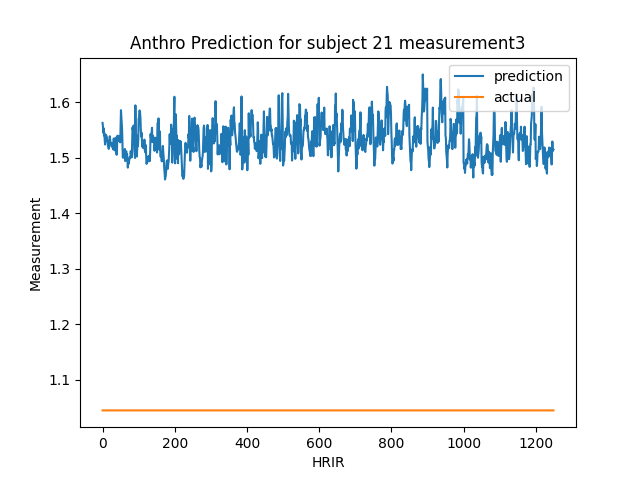 Anthro Prediction for subject 21 measurement3
prediction
actual
1.6
1.5
1.4
1.3
1.2
1.1
Measurement
0 200 400 600 800 1000 1200
HRIR